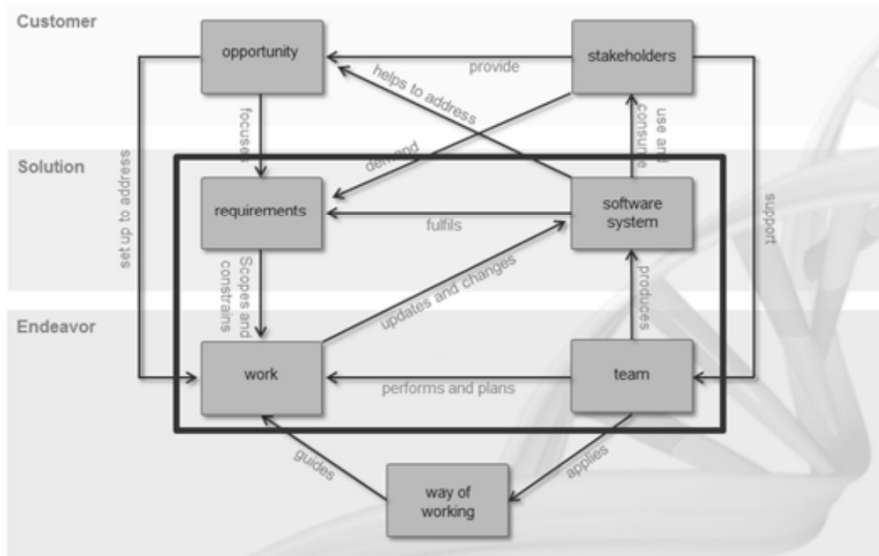 Customer
opportunity
stakeholders
provide
helps to address
focuses
demand
use and
consume
Solution
requirements
software
system
fulfils
set up to address
support
Scopes and
constrains
updates and changes
produces
Endeavor
work
team
performs and plans
guides
applies
way of
working